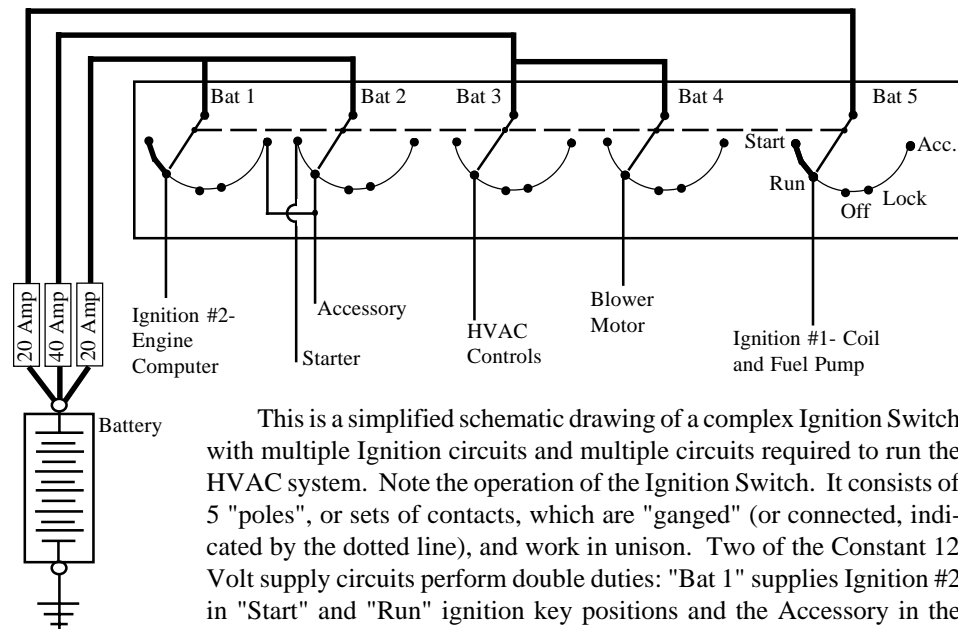 Bat 1
Bat 2
Bat 3
Bat 4
Bat 5
Start
Acc.
Run
Lock
Off
20 Amp
40 Amp
20 Amp
Ignition #2-
Engine
Computer
Accessory
Starter
HVAC
Controls
Blower
Motor
Ignition #1- Coil
and Fuel Pump
Battery
This is a simplified schematic drawing of a complex Ignition Switch
with multiple Ignition circuits and multiple circuits required to run the
HVAC system. Note the operation of the Ignition Switch. It consists of
5 "poles", or sets of contacts, which are "ganged" (or connected, indi-
cated by the dotted line), and work in unison. Two of the Constant 12
Volt supply circuits perform double duties: "Bat 1" supplies Ignition #2
in "Start" and "Run" ignition key positions and the Accessory in the